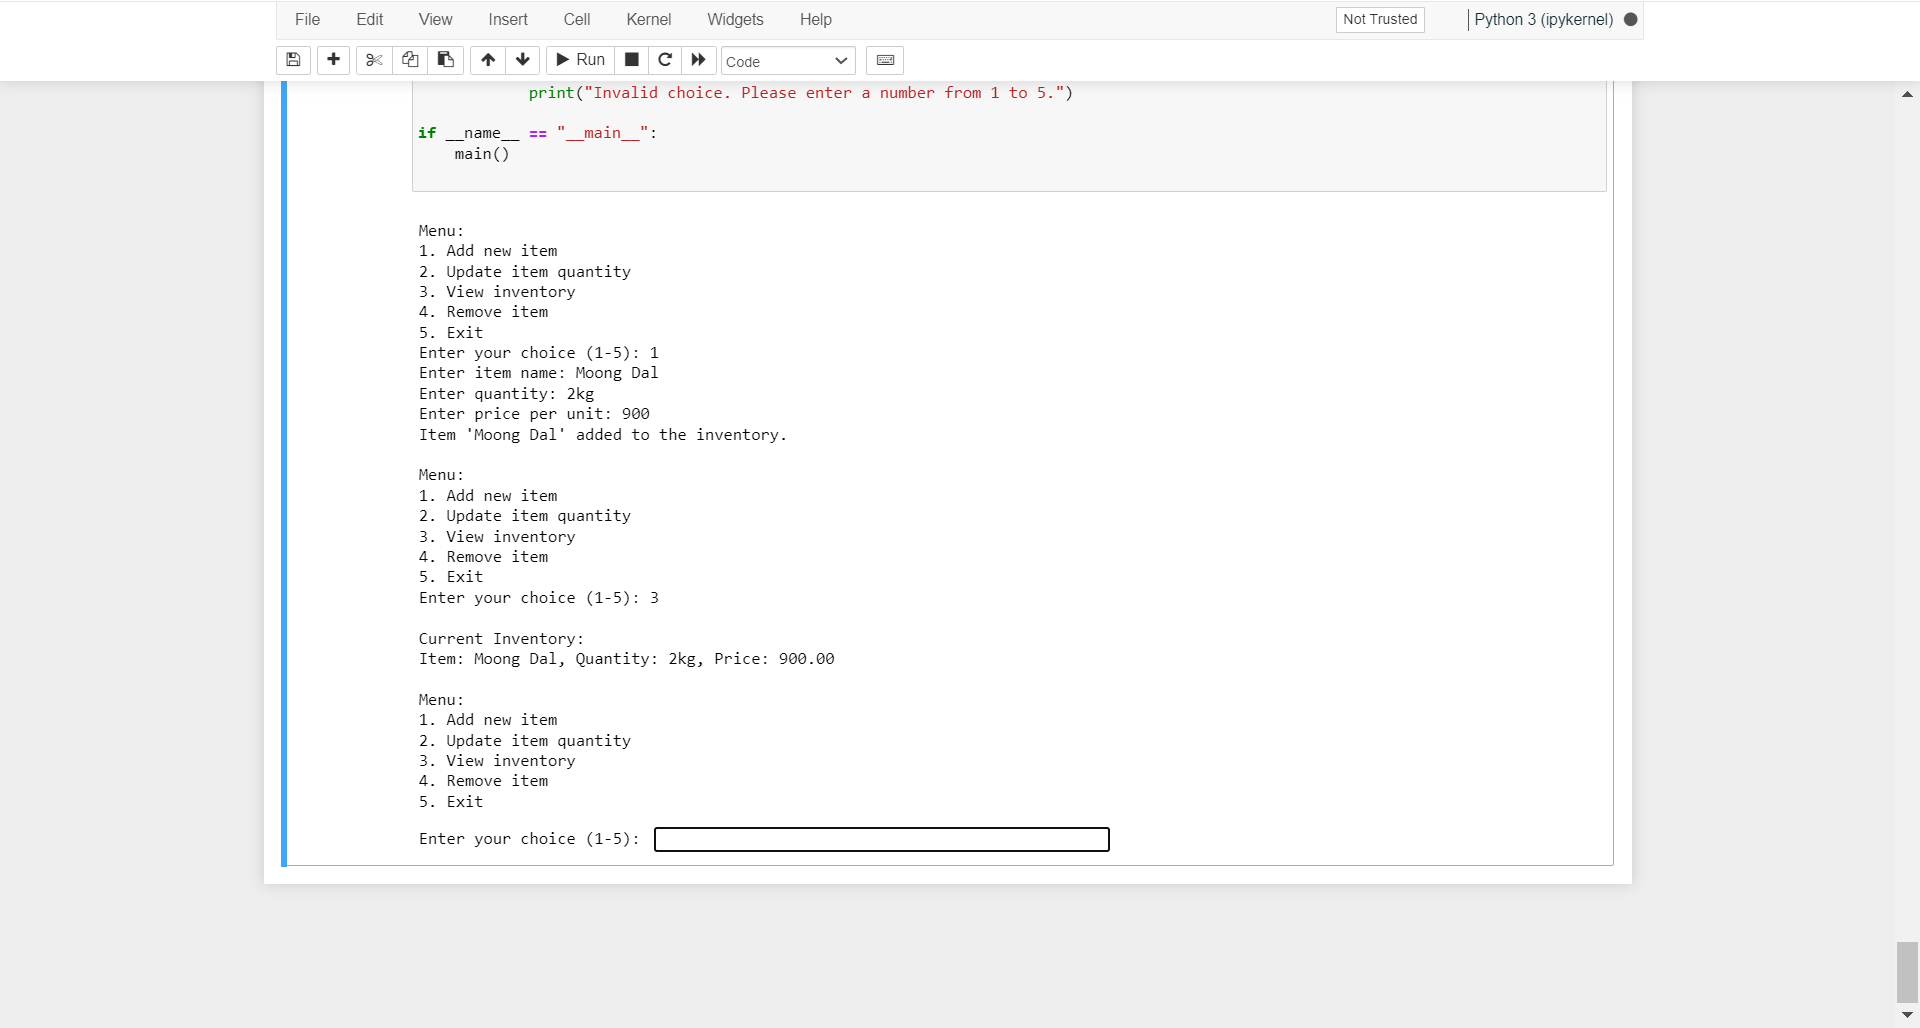 File Edit View Insert Cell Kernel Widgets Help Not Trusted Python 3 (ipykernel)
Run Code
print("Invalid choice. Please enter a number from 1 to 5.")
if __name__ == "__main__":
main()
Menu:
1. Add new item
2. Update item quantity
3. View inventory
4. Remove item
5. Exit
Enter your choice (1-5): 1
Enter item name: Moong Dal
Enter quantity: 2kg
Enter price per unit: 900
Item 'Moong Dal' added to the inventory.
Menu:
1. Add new item
2. Update item quantity
3. View inventory
4. Remove item
5. Exit
Enter your choice (1-5): 3
Current Inventory:
Item: Moong Dal, Quantity: 2kg, Price: 900.00
Menu:
1. Add new item
2. Update item quantity
3. View inventory
4. Remove item
5. Exit
Enter your choice (1-5):